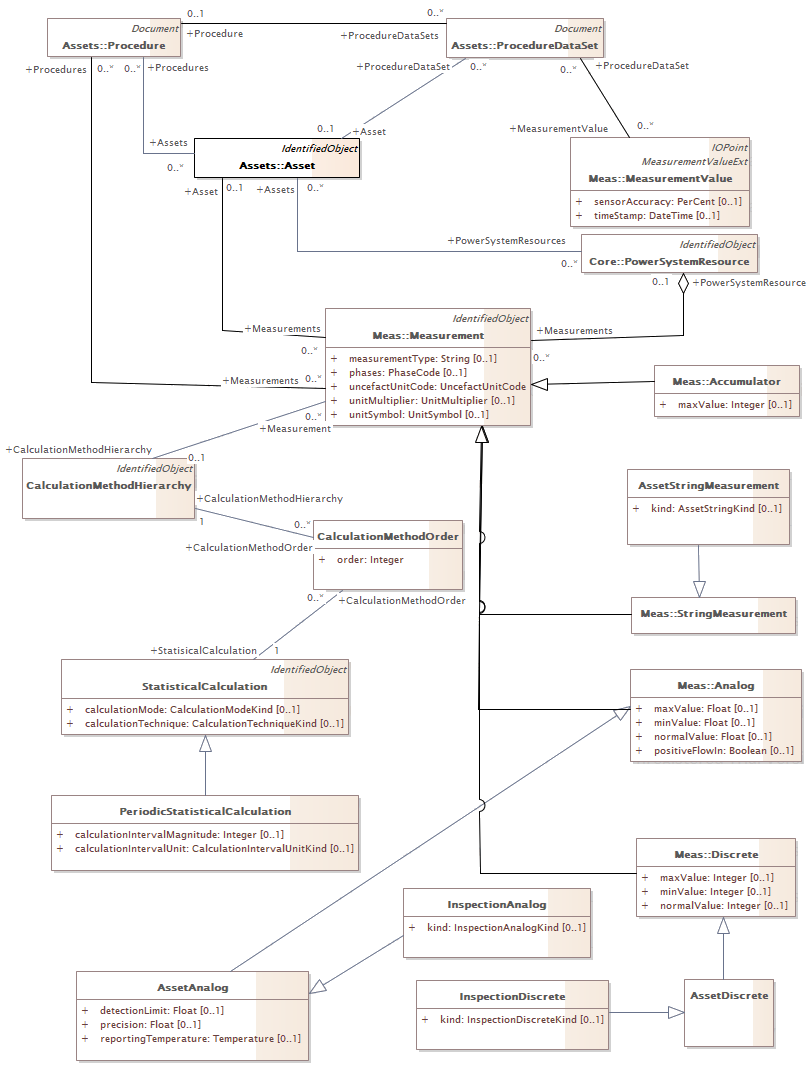 Document
Assets::Procedure
0..1
+Procedure
0..*
+ProcedureDataSets
Document
Assets::ProcedureDataSet
+Procedures
0..*
0..*
+Procedures
+ProcedureDataSet
0..*
0..*
+ProcedureDataSet
0..1
+Asset
+MeasurementValue
0..*
+Assets
0..*
IdentifiedObject
Assets::Asset
IOPoint
MeasurementValueExt
Meas::MeasurementValue
+ sensorAccuracy: PerCent [0..1]
+ timeStamp: DateTime [0..1]
+Asset
0..1
+Assets
0..*
+PowerSystemResources
0..*
IdentifiedObject
Core::PowerSystemResource
0..1
+PowerSystemResource
+Measurements
0..*
+Measurements
0..*
IdentifiedObject
Meas::Measurement
+ measurementType: String [0..1]
+ phases: PhaseCode [0..1]
+ uncefactUnitCode: UncefactUnitCode
+ unitMultiplier: UnitMultiplier [0..1]
+ unitSymbol: UnitSymbol [0..1]
+Measurements
0..*
0..*
+Measurement
Meas::Accumulator
+ maxValue: Integer [0..1]
+CalculationMethodHierarchy
0..1
IdentifiedObject
CalculationMethodHierarchy
+CalculationMethodHierarchy
1
0..*
+CalculationMethodOrder
AssetStringMeasurement
+ kind: AssetStringKind [0..1]
CalculationMethodOrder
+ order: Integer
0..*
+CalculationMethodOrder
Meas::StringMeasurement
+StatisicalCalculation
1
IdentifiedObject
StatisticalCalculation
+ calculationMode: CalculationModeKind [0..1]
+ calculationTechnique: CalculationTechniqueKind [0..1]
Meas::Analog
+ maxValue: Float [0..1]
+ minValue: Float [0..1]
+ normalValue: Float [0..1]
+ positiveFlowIn: Boolean [0..1]
PeriodicStatisticalCalculation
+ calculationIntervalMagnitude: Integer [0..1]
+ calculationIntervalUnit: CalculationIntervalUnitKind [0..1]
Meas::Discrete
+ maxValue: Integer [0..1]
+ minValue: Integer [0..1]
+ normalValue: Integer [0..1]
InspectionAnalog
+ kind: InspectionAnalogKind [0..1]
AssetAnalog
+ detectionLimit: Float [0..1]
+ precision: Float [0..1]
+ reportingTemperature: Temperature [0..1]
InspectionDiscrete
+ kind: InspectionDiscreteKind [0..1]
AssetDiscrete